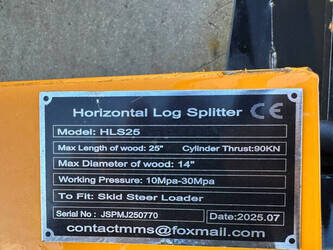 Horizontal Log Splitter CE
Model: HLS25
Max Length of wood: 25" Cylinder Thrust:90KN
Max Diameter of wood: 14"
Working Pressure: 10Mpa-30Mpa
To Fit: Skid Steer Loader
Serial No : JSPMJ250770 Date:2025.07
contactmms@foxmail.com